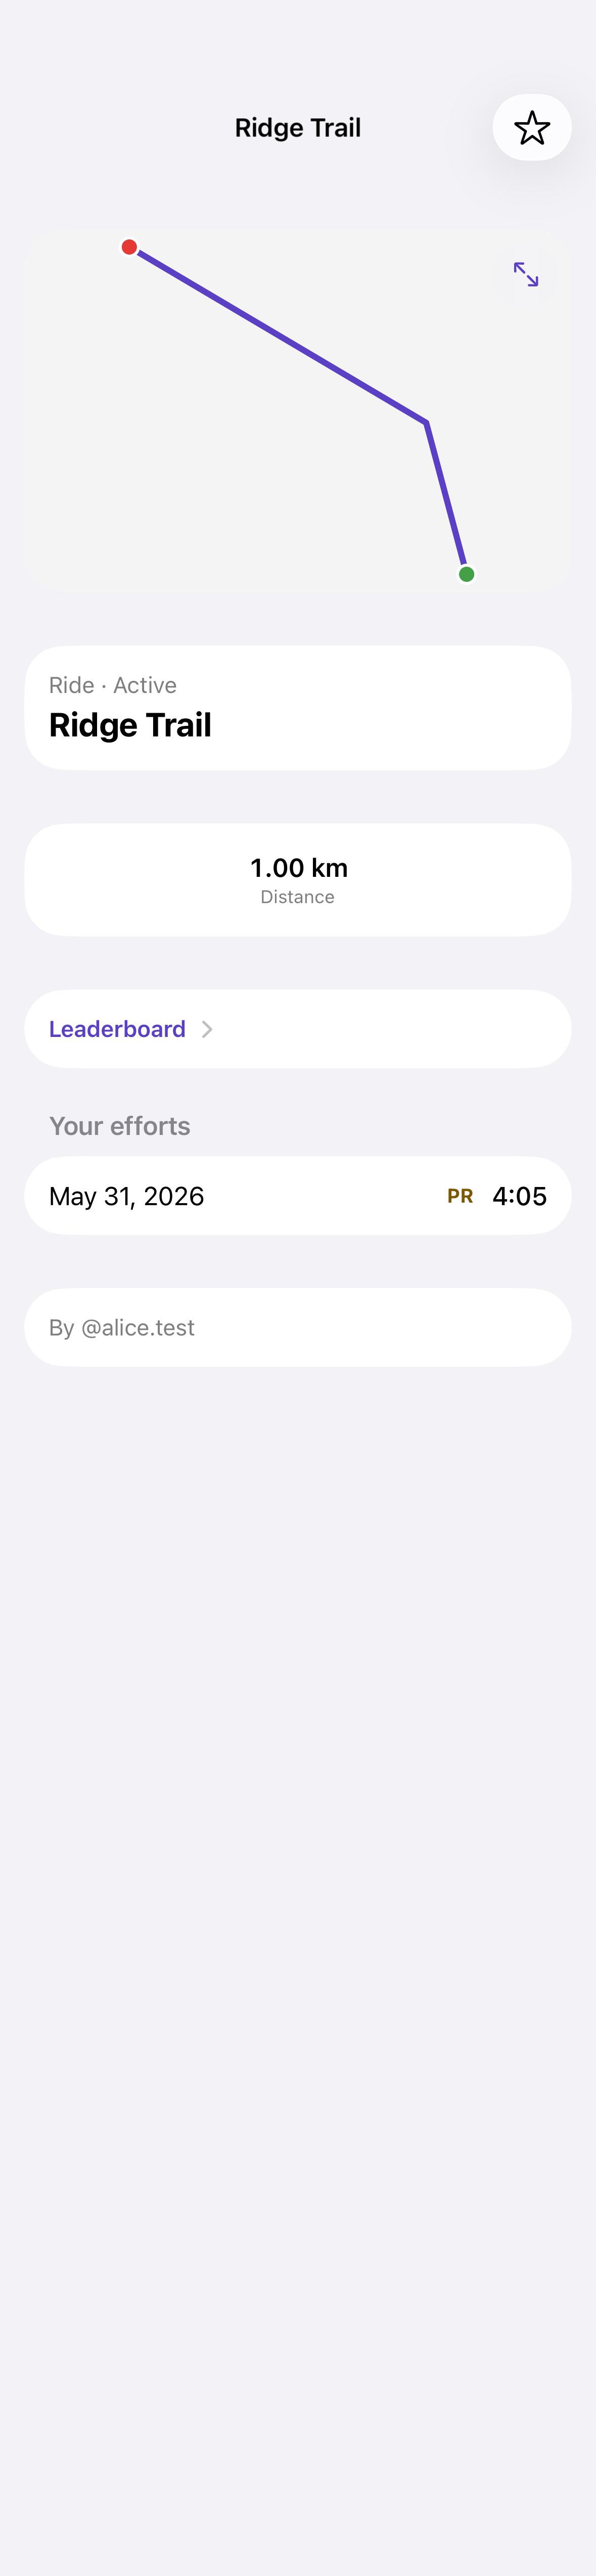 Ridge Trail
Ride · Active
Ridge Trail
1.00 km
Distance
Leaderboard
Your efforts
May 31, 2026 PR 4:05
By @alice.test